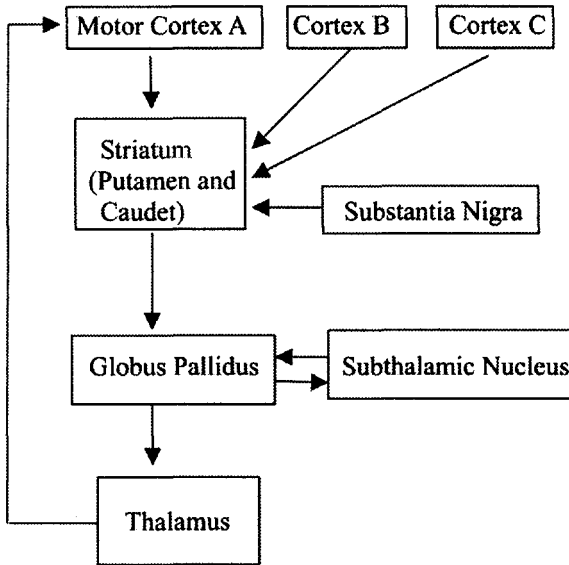 Motor Cortex A
Cortex B
Cortex C
Striatum
(Putamen and
Caudet)
Substantia Nigra
Globus Pallidus
Subthalamic Nucleus
Thalamus